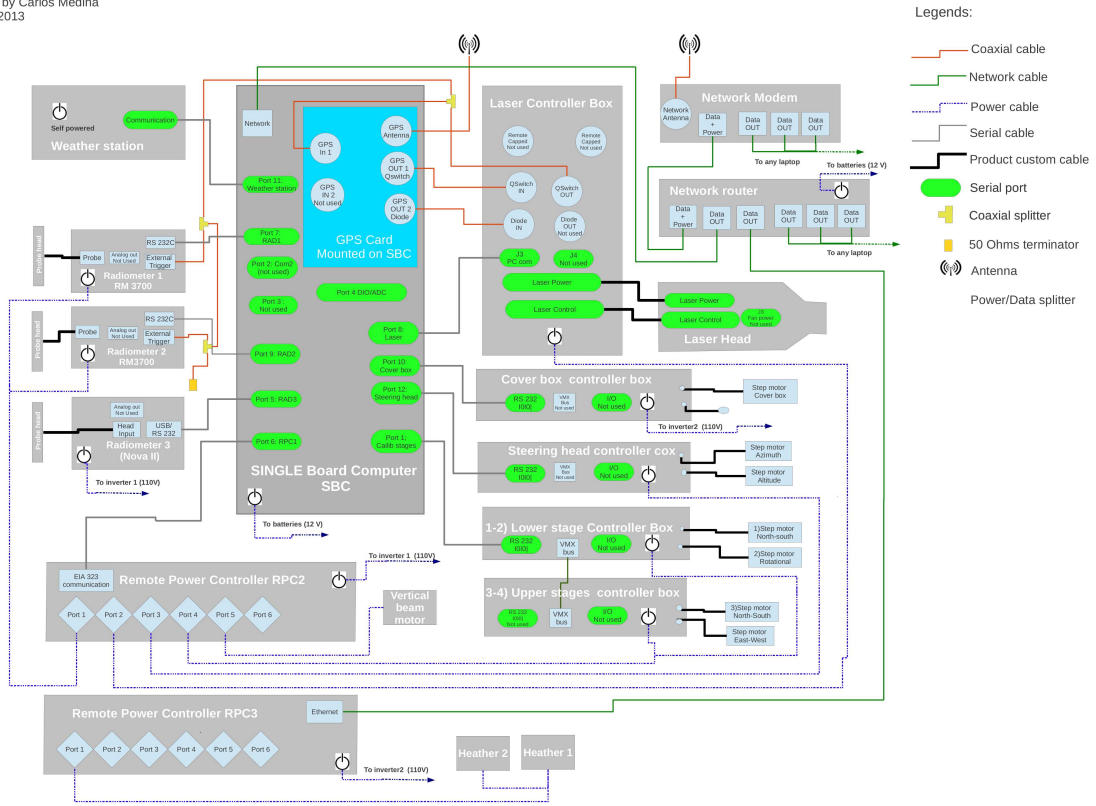 by Carlos Medina
2013
Legends:
Coaxial cable
Network cable
Power cable
Serial cable
Product custom cable
Serial port
Coaxial splitter
50 Ohms terminator
Antenna
Power/Data splitter
Self powered
Communication
Weather station
Network
GPS
In 1
GPS
Antenna
GPS
OUT 1
Qswitch
GPS
IN 2
Not used
GPS
OUT 2
Diode
GPS Card
Mounted on SBC
Port 11:
Weather station
Port 7:
RAD1
Port 2: Com2
(not used)
Port 3 :
Not used
Port 4 DIO/ADC
Port 8:
Laser
Port 9: RAD2
Port 10
Cover box
Port 12:
Steering head
Port 5: RAD3
Port 6: RPC1
Port 1:
Calib stages
SINGLE Board Computer
SBC
To batteries (12 V)
Laser Controller Box
Remote
Capped
Not used
Remote
Capped
Not used
QSwitch
IN
QSwitch
OUT
Diode
IN
Diode
OUT
Not used
J3
PC com
J4
Not used
Laser Power
Laser Control
Network Modem
Network
Antenna
Data
+
Power
Data
OUT
Data
OUT
Data
OUT
To any laptop
To batteries (12 V)
Network router
Data
+
Power
Data
OUT
Data
OUT
Data
OUT
Data
OUT
Data
OUT
To any laptop
Laser Power
Laser Control
Fan power
Not used
Laser Head
Probe head
Probe
Analog out
Not Used
RS 232C
External
Trigger
Radiometer 1
RM 3700
Probe head
Probe
Analog out
Not Used
RS 232C
External
Trigger
Radiometer 2
RM3700
Probe head
Analog out
Not Used
Head
Input
USB/
RS 232
Radiometer 3
(Nova II)
To inverter 1 (110V)
Cover box controller box
RS 232
|0|0|
VMX
Bus
Not used
I/O
Not used
To inverter2 (110V)
Step motor
Cover box
Steering head controller cox
RS 232
|0|0|
VMX
Bus
Not used
I/O
Not used
Step motor
Azimuth
Step motor
Altitude
1-2) Lower stage Controller Box
RS 232
|0|0|
VMX
bus
I/O
Not used
1)Step motor
North-south
2)Step motor
Rotational
3-4) Upper stages controller box
RS 232
|0|0|
Not used
VMX
bus
I/O
Not used
3)Step motor
North-South
Step motor
East-West
EIA 323
communication
Remote Power Controller RPC2
Port 1
Port 2
Port 3
Port 4
Port 5
Port 6
To inverter 1 (110V)
Vertical
beam
motor
Remote Power Controller RPC3
Ethernet
Port 1
Port 2
Port 3
Port 4
Port 5
Port 6
To inverter2 (110V)
Heather 2
Heather 1